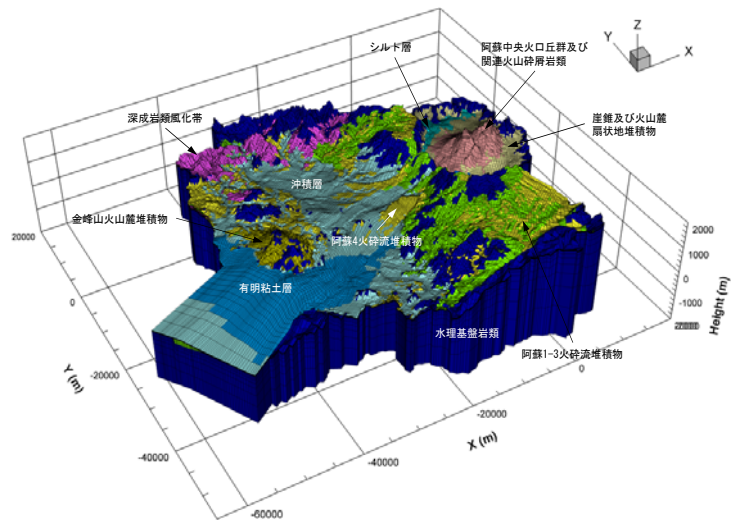 シルト層
阿蘇中央火口丘群及び
関連火山砕屑岩類
Z
Y
X
深成岩類風化帯
崖錐及び火山麓
扇状地堆積物
沖積層
金峰山火山麓堆積物
阿蘇4火砕流堆積物
有明粘土層
水理基盤岩類
阿蘇1-3火砕流堆積物
20000
0
-20000
-40000
Y (m)
-60000
-40000
-20000
0
X (m)
2000
1000
0
-1000
Height (m)